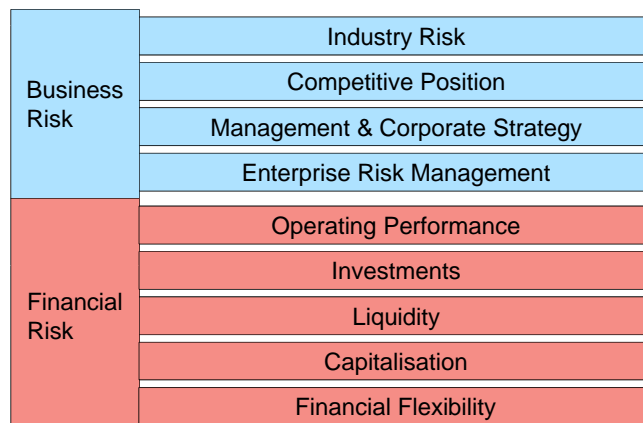 Business
Risk
Industry Risk
Competitive Position
Management & Corporate Strategy
Enterprise Risk Management
Financial
Risk
Operating Performance
Investments
Liquidity
Capitalisation
Financial Flexibility